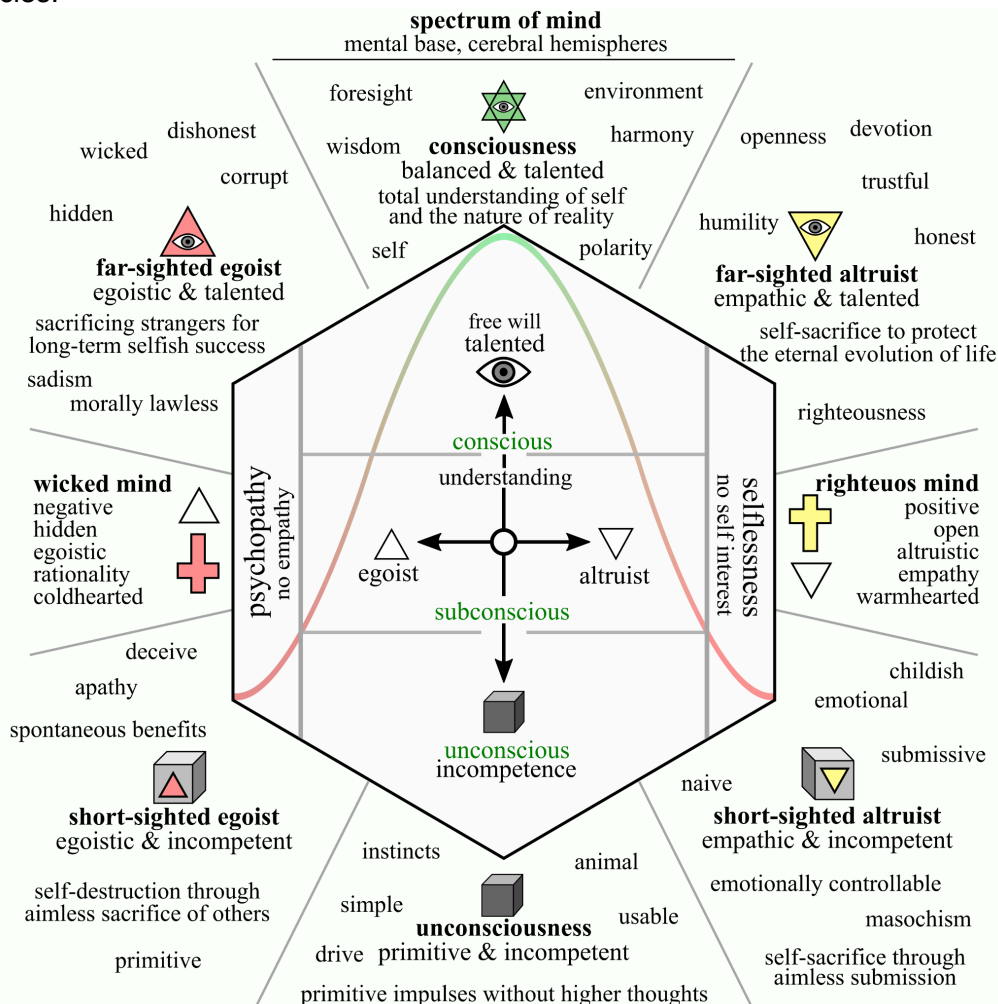 spectrum of mind
mental base, cerebral hemispheres
foresight
environment
wisdom
harmony
consciousness
balanced & talented
total understanding of self
and the nature of reality
self
polarity
dishonest
wicked
corrupt
hidden
far-sighted egoist
egoistic & talented
sacrificing strangers for
long-term selfish success
sadism
morally lawless
openness
devotion
trustful
humility
honest
far-sighted altruist
empathic & talented
self-sacrifice to protect
the eternal evolution of life
righteousness
free will
talented
conscious
understanding
egoist
altruist
subconscious
unconscious
incompetence
psychopathy
no empathy
selflessness
no self interest
wicked mind
negative
hidden
egoistic
rationality
coldhearted
righteuos mind
positive
open
altruistic
empathy
warmhearted
deceive
apathy
spontaneous benefits
short-sighted egoist
egoistic & incompetent
self-destruction through
aimless sacrifice of others
primitive
instincts
animal
simple
usable
unconsciousness
drive
primitive & incompetent
primitive impulses without higher thoughts
childish
emotional
submissive
naive
short-sighted altruist
empathic & incompetent
emotionally controllable
masochism
self-sacrifice through
aimless submission